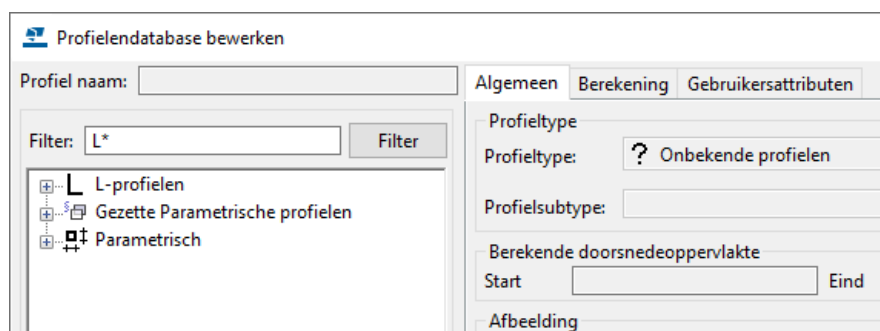 Profielendatabase bewerken
Profiel naam:
Filter: L* Filter
L-profielen
Gezette Parametrische profielen
Parametrisch
Algemeen Berekening Gebruikersattributen
Profieltype
Profieltype: ? Onbekende profielen
Profielsubtype:
Berekende doorsnedeoppervlakte
Start Eind
Afbeelding